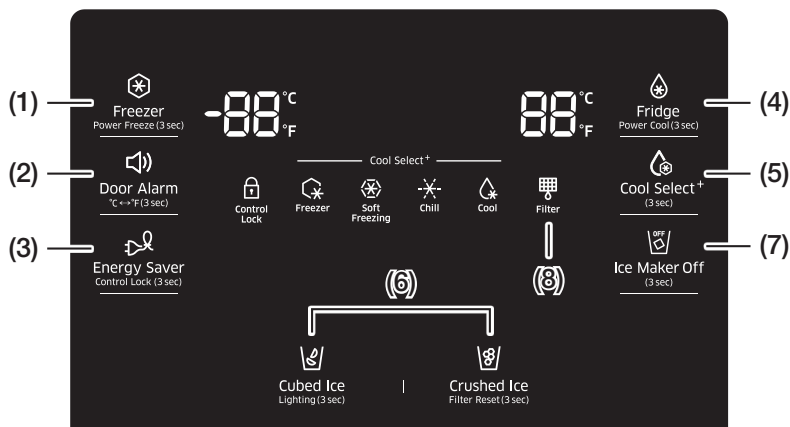 (1)
Freezer
Power Freeze (3 sec)
(2)
Door Alarm
°C↔°F (3 sec)
(3)
Energy Saver
Control Lock (3 sec)
-88 °C
°F
88 °C
°F
Cool Select+
Control
Lock
Freezer
Soft
Freezing
Chill
Cool
Filter
(6)
(8)
Cubed Ice
Lighting (3 sec)
|
Crushed Ice
Filter Reset (3 sec)
Fridge
Power Cool (3 sec)
(4)
Cool Select+
(3 sec)
(5)
OFF
Ice Maker Off
(3 sec)
(7)